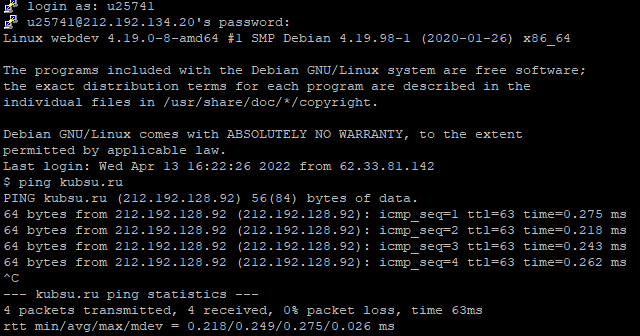 login as: u25741
u25741@212.192.134.20's password:
Linux webdev 4.19.0-8-amd64 #1 SMP Debian 4.19.98-1 (2020-01-26) x86_64
The programs included with the Debian GNU/Linux system are free software;
the exact distribution terms for each program are described in the
individual files in /usr/share/doc/*/copyright.
Debian GNU/Linux comes with ABSOLUTELY NO WARRANTY, to the extent
permitted by applicable law.
Last login: Wed Apr 13 16:22:26 2022 from 62.33.81.142
$ ping kubsu.ru
PING kubsu.ru (212.192.128.92) 56(84) bytes of data.
64 bytes from 212.192.128.92 (212.192.128.92): icmp_seq=1 ttl=63 time=0.275 ms
64 bytes from 212.192.128.92 (212.192.128.92): icmp_seq=2 ttl=63 time=0.218 ms
64 bytes from 212.192.128.92 (212.192.128.92): icmp_seq=3 ttl=63 time=0.243 ms
64 bytes from 212.192.128.92 (212.192.128.92): icmp_seq=4 ttl=63 time=0.262 ms
^C
--- kubsu.ru ping statistics ---
4 packets transmitted, 4 received, 0% packet loss, time 63ms
rtt min/avg/max/mdev = 0.218/0.249/0.275/0.026 ms